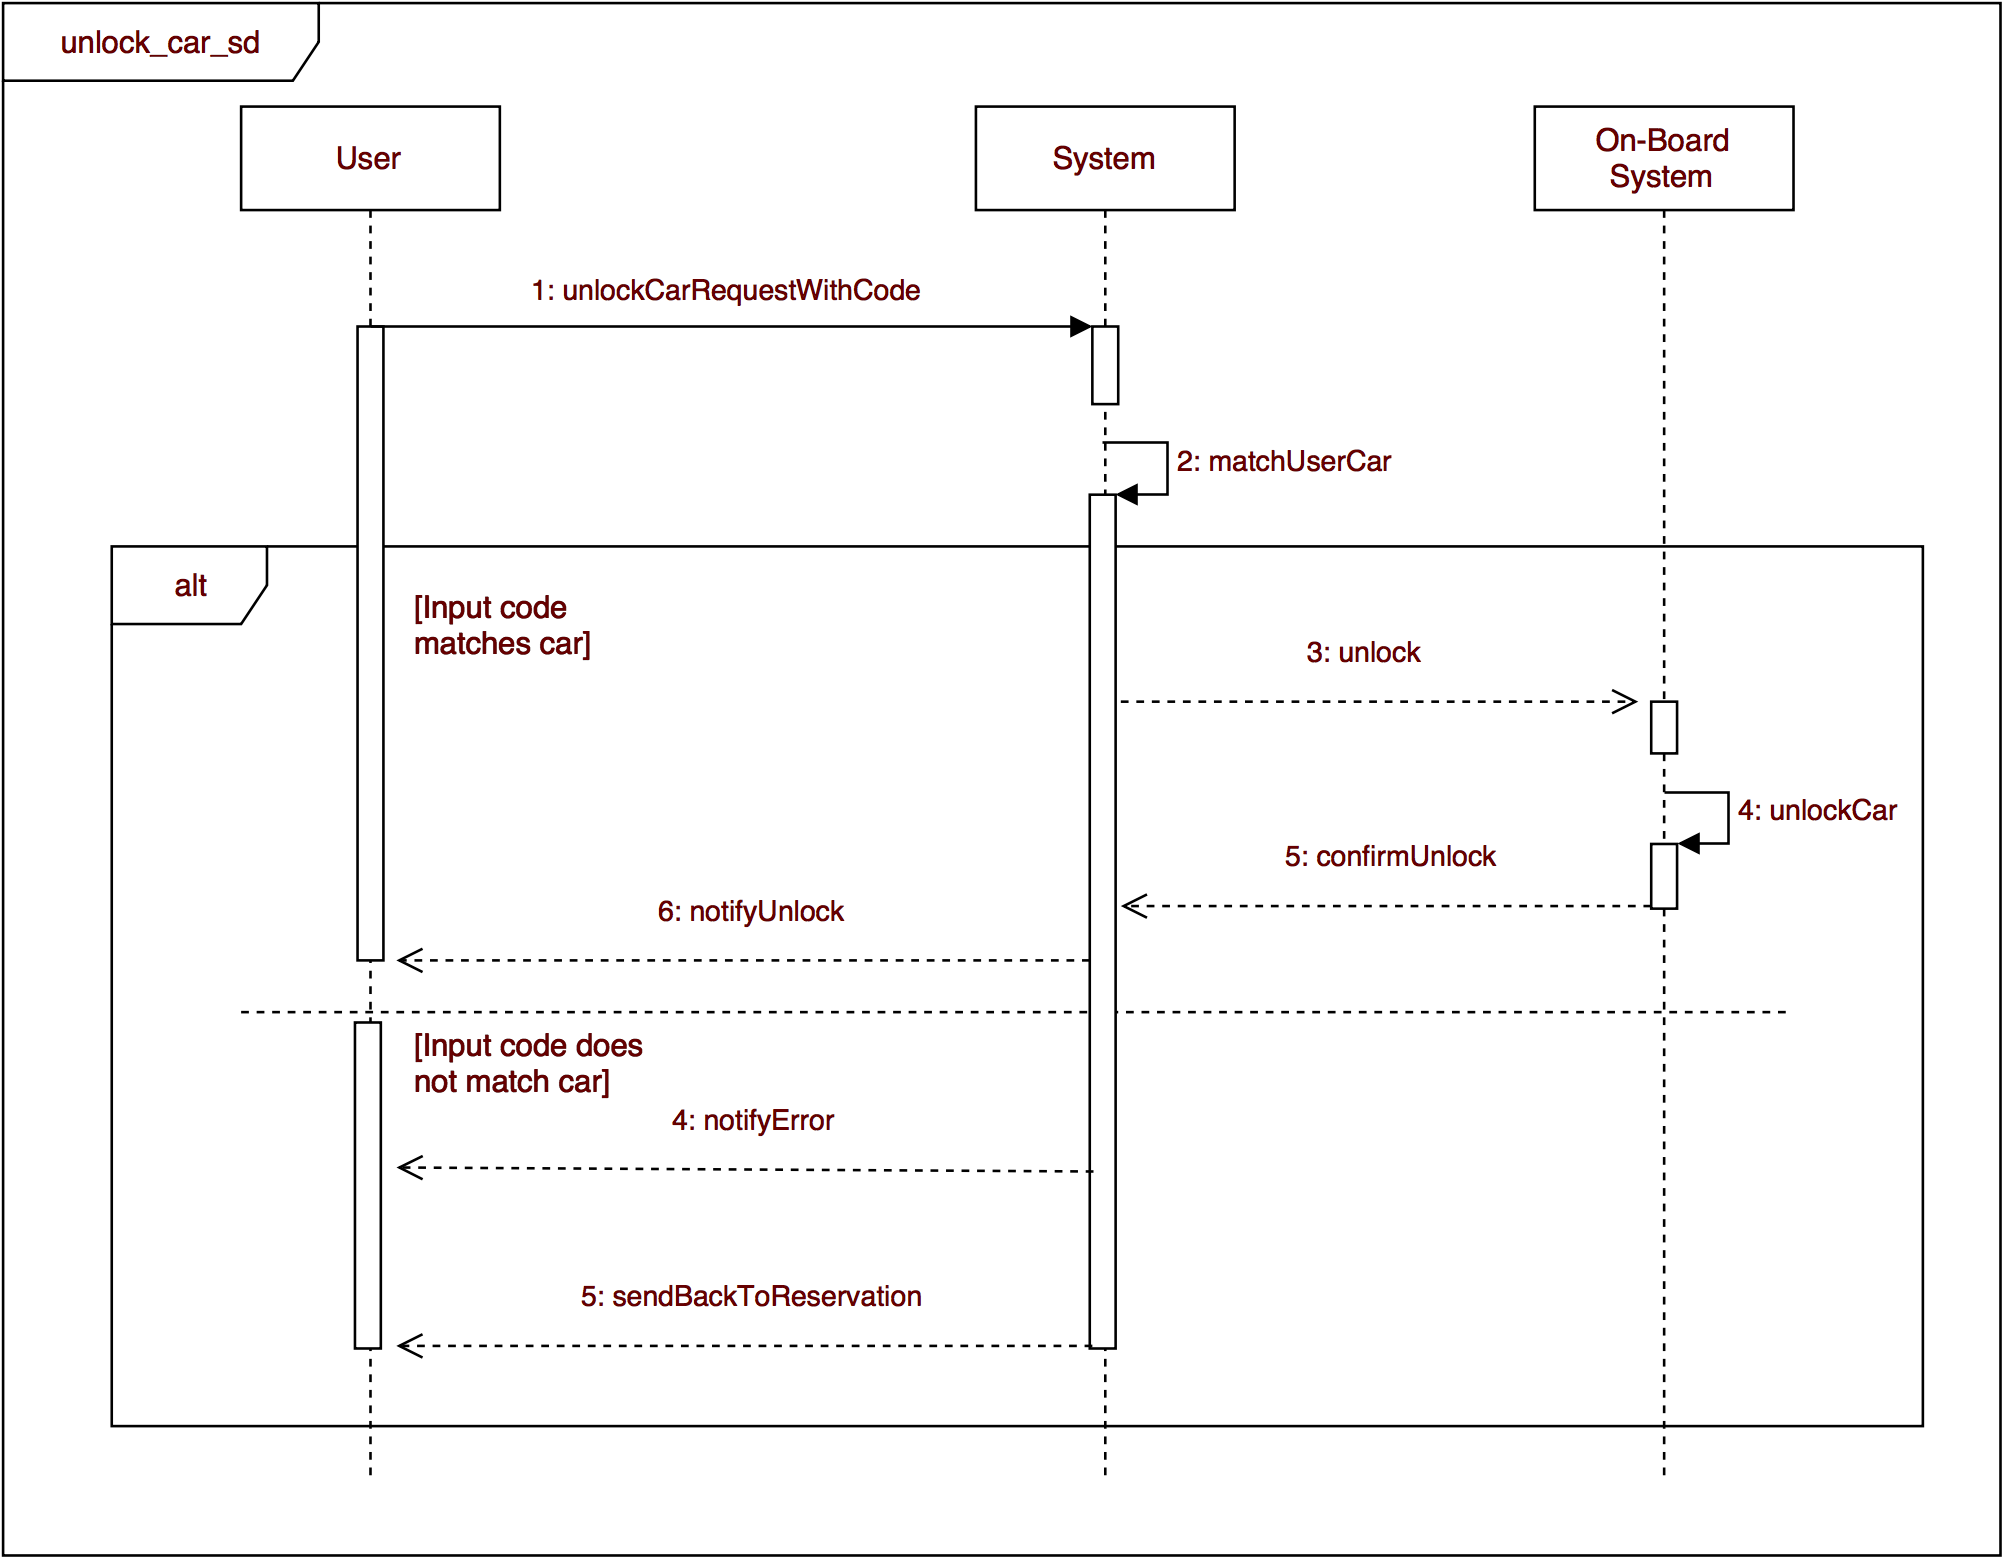 unlock_car_sd
User
System
On-Board
System
1: unlockCarRequestWithCode
2: matchUserCar
alt
[Input code
matches car]
3: unlock
4: unlockCar
5: confirmUnlock
6: notifyUnlock
[Input code does
not match car]
4: notifyError
5: sendBackToReservation